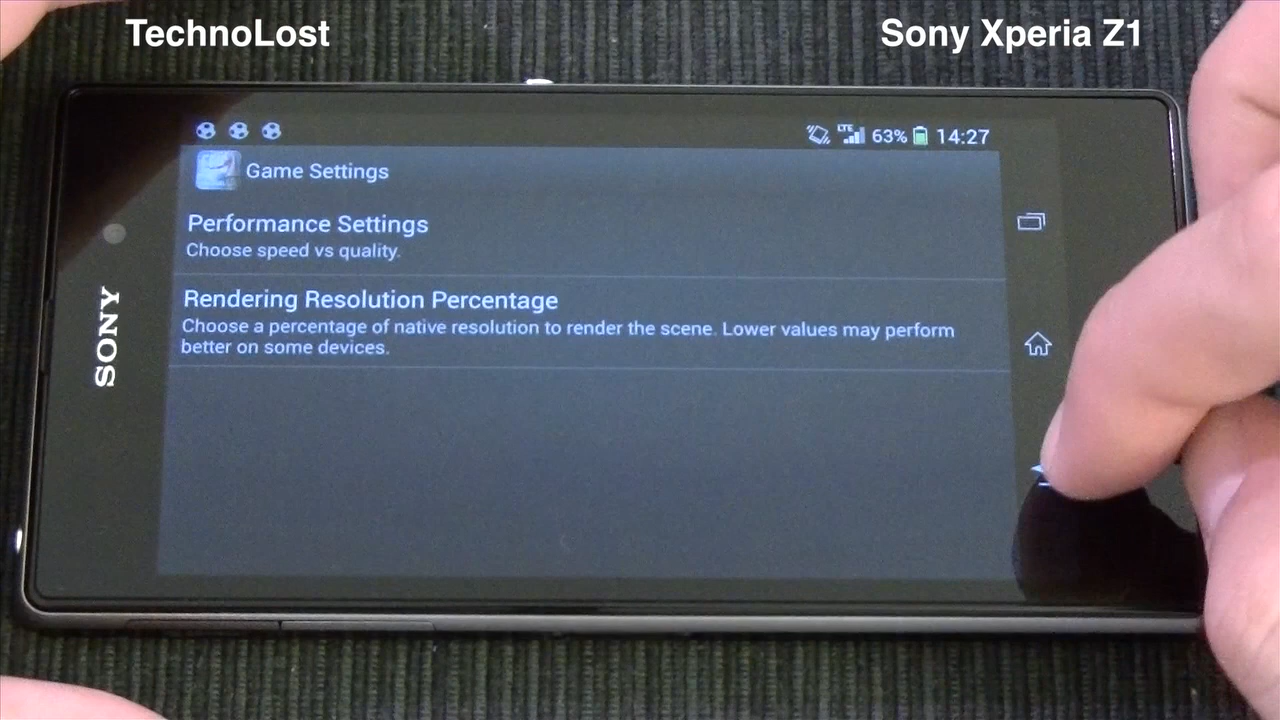 TechnoLost
Sony Xperia Z1
LTE 63% 14:27
Game Settings
Performance Settings
Choose speed vs quality.
Rendering Resolution Percentage
Choose a percentage of native resolution to render the scene. Lower values may perform
better on some devices.
SONY